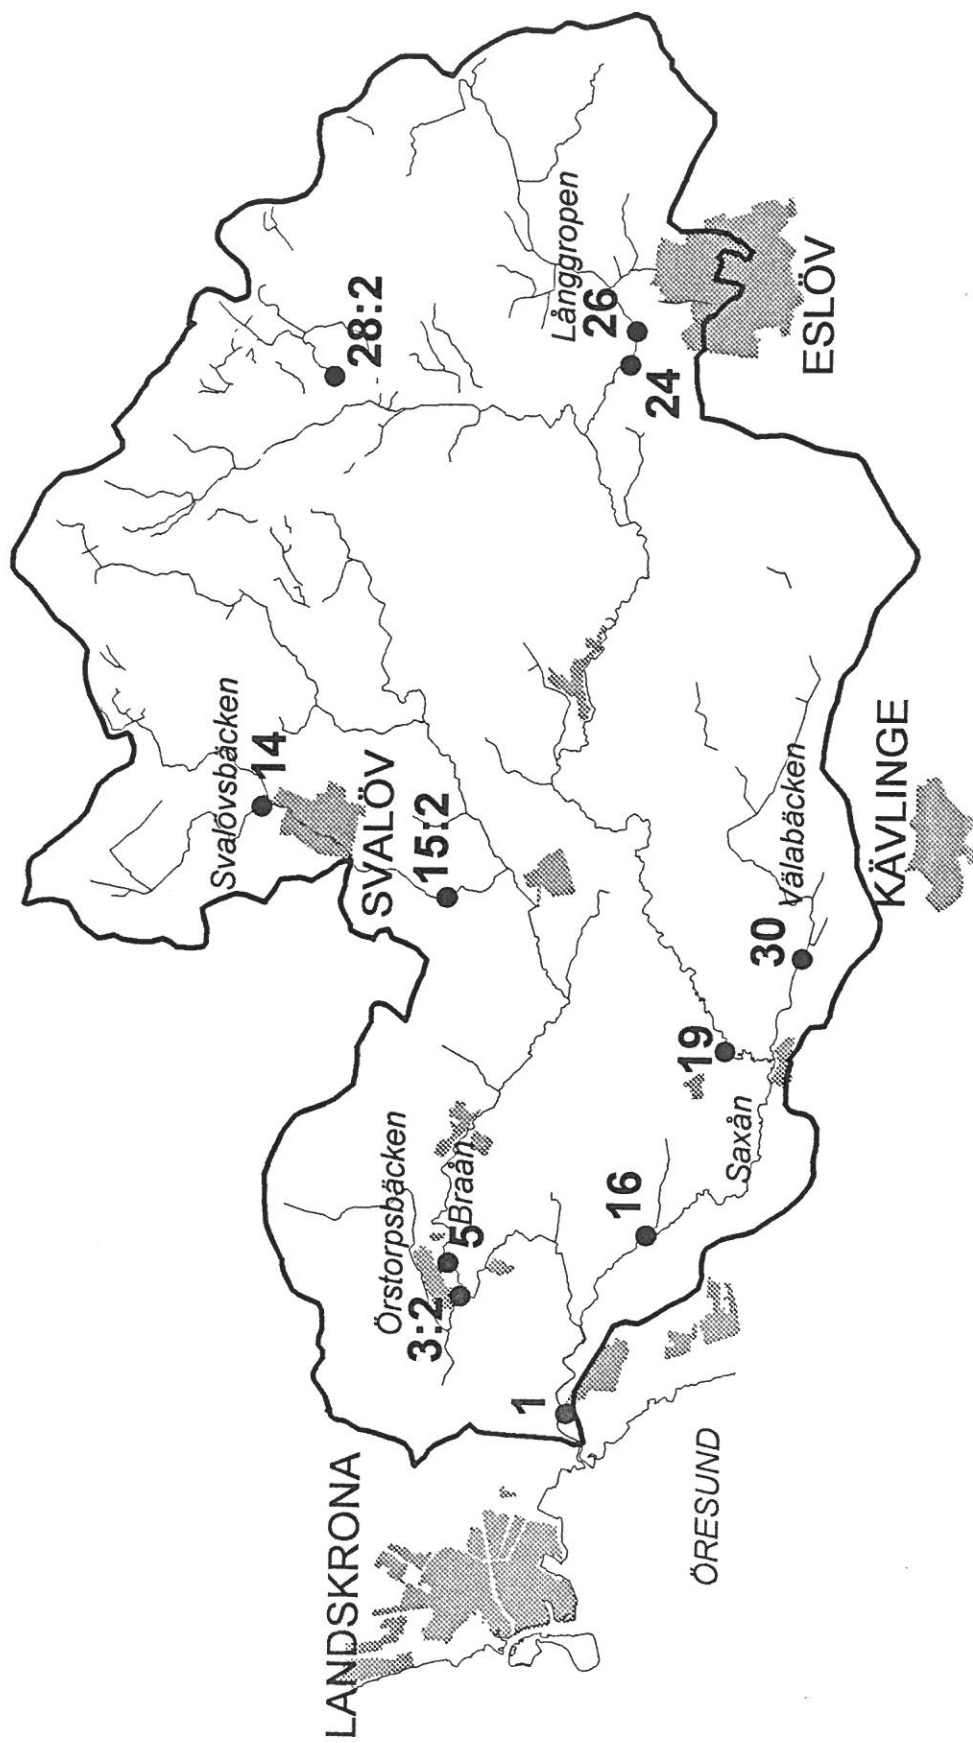 LANDSKRONA
ÖRESUND
1
3:2
5
Örstorpsbäcken
Braån
16
Saxån
19
30
Välabäcken
KÄVLINGE
15:2
SVALÖV
14
Svalövsbäcken
28:2
24
26
Långgropen
ESLÖV